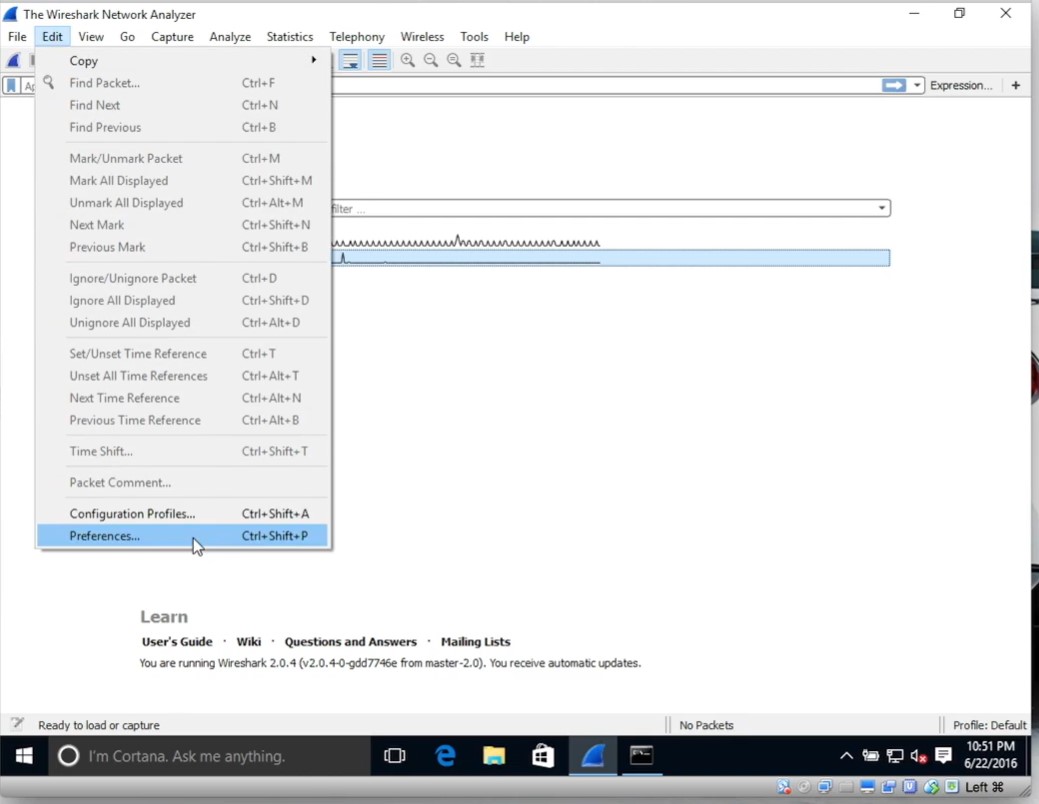 The Wireshark Network Analyzer
File Edit View Go Capture Analyze Statistics Telephony Wireless Tools Help
Ap
Expression... +
Copy
Find Packet... Ctrl+F
Find Next Ctrl+N
Find Previous Ctrl+B
Mark/Unmark Packet Ctrl+M
Mark All Displayed Ctrl+Shift+M
Unmark All Displayed Ctrl+Alt+M
Next Mark Ctrl+Shift+N
filter ...
Previous Mark Ctrl+Shift+B
Ignore/Unignore Packet Ctrl+D
Ignore All Displayed Ctrl+Shift+D
Unignore All Displayed Ctrl+Alt+D
Set/Unset Time Reference Ctrl+T
Unset All Time References Ctrl+Alt+T
Next Time Reference Ctrl+Alt+N
Previous Time Reference Ctrl+Alt+B
Time Shift... Ctrl+Shift+T
Packet Comment...
Configuration Profiles... Ctrl+Shift+A
Preferences... Ctrl+Shift+P
Learn
User's Guide · Wiki · Questions and Answers · Mailing Lists
You are running Wireshark 2.0.4 (v2.0.4-0-gdd7746e from master-2.0). You receive automatic updates.
Ready to load or capture No Packets Profile: Default
I'm Cortana. Ask me anything.
10:51 PM
6/22/2016
Left ⌘